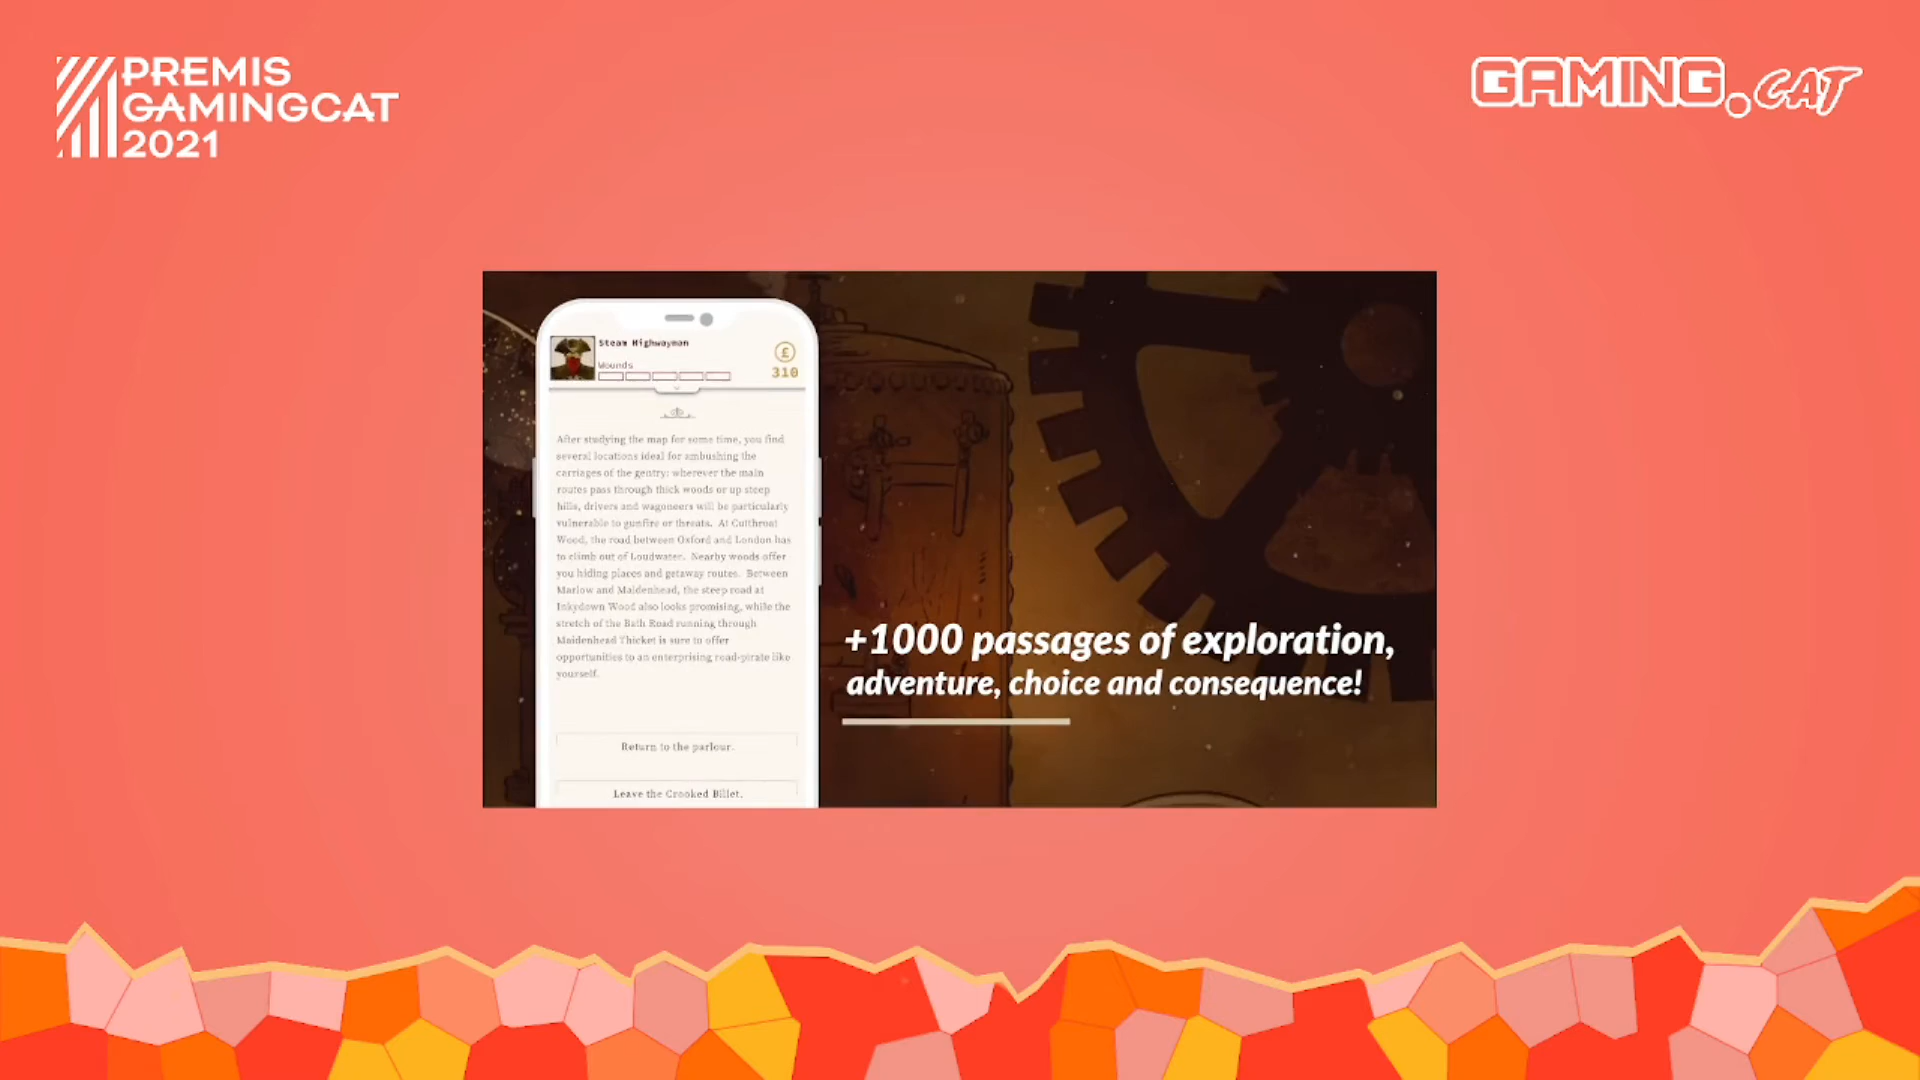 PREMIS
GAMINGCAT
2021
GAMING.CAT
Steam Highwayman
Wounds
£
310
After studying the map for some time, you find
several locations ideal for ambushing the
carriages of the gentry: wherever the main
routes pass through thick woods or up steep
hills, drivers and wagoneers will be particularly
vulnerable to gunfire or threats. At Cutthroat
Wood, the road between Oxford and London has
to climb out of Loudwater. Nearby woods offer
you hiding places and getaway routes. Between
Marlow and Maidenhead, the steep road at
Inkydown Wood also looks promising, while the
stretch of the Bath Road running through
Maidenhead Thicket is sure to offer
opportunities to an enterprising road-pirate like
yourself.
Return to the parlour.
Leave the Crooked Billet.
+1000 passages of exploration,
adventure, choice and consequence!